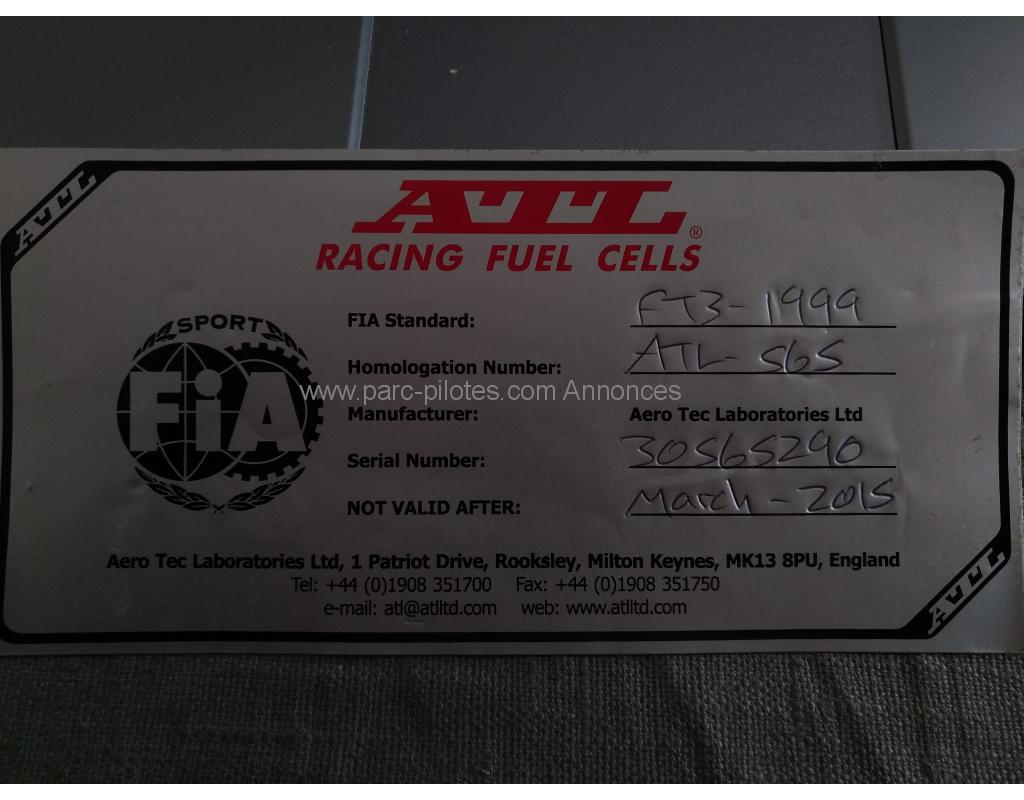 ATL
ATL®
RACING FUEL CELLS
SPORT
FiA
FIA Standard: FT3-1999
Homologation Number: ATL-565
www.parc-pilotes.com Annonces
Manufacturer: Aero Tec Laboratories Ltd
Serial Number: 30565290
NOT VALID AFTER: March-2015
Aero Tec Laboratories Ltd, 1 Patriot Drive, Rooksley, Milton Keynes, MK13 8PU, England
Tel: +44 (0)1908 351700 Fax: +44 (0)1908 351750
e-mail: atl@atlltd.com web: www.atlltd.com
ATL